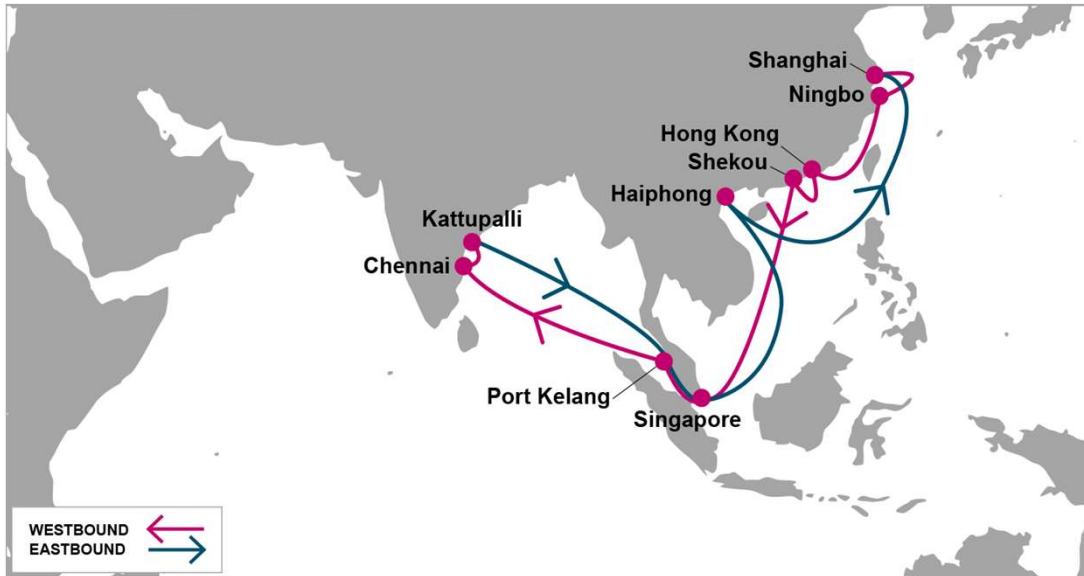 Shanghai
Ningbo
Hong Kong
Shekou
Haiphong
Kattupalli
Chennai
Port Kelang
Singapore
WESTBOUND
EASTBOUND